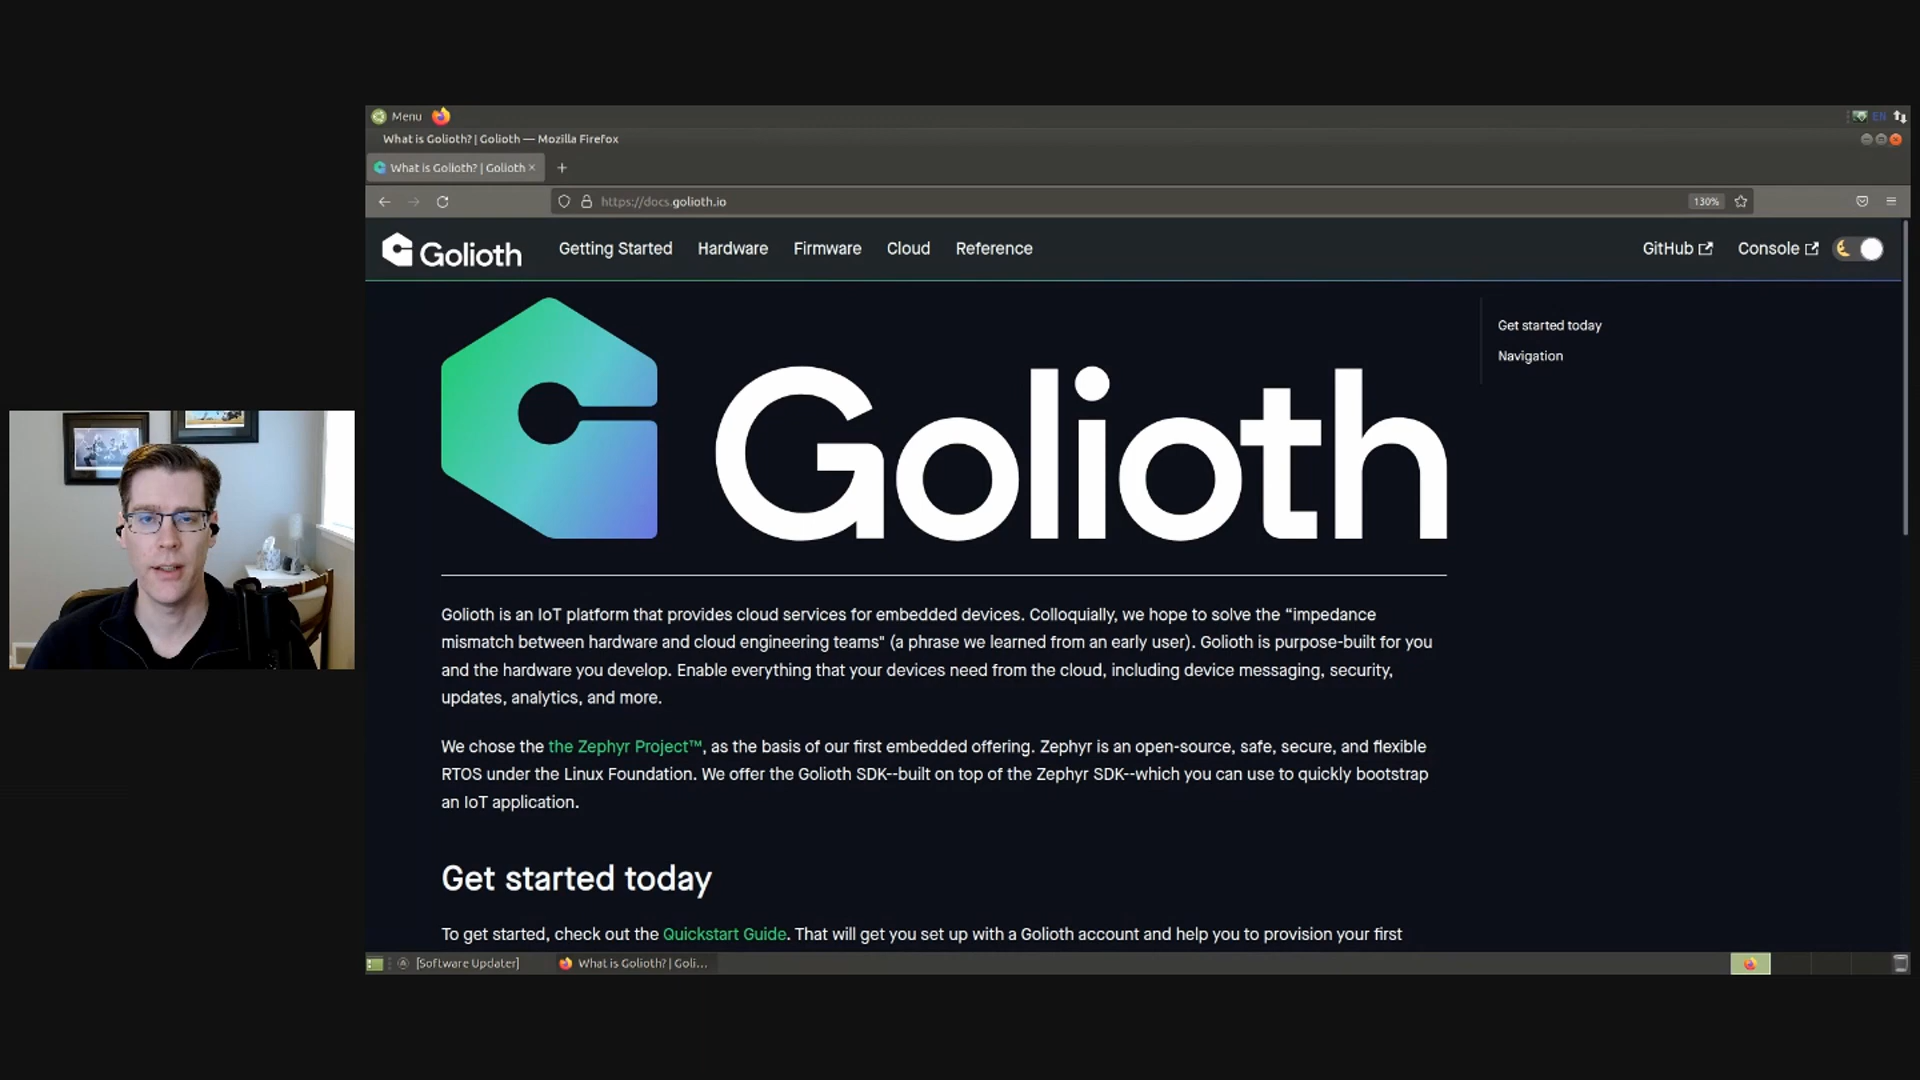 Menu
EN
What is Golioth? | Golioth — Mozilla Firefox
What is Golioth? | Golioth
https://docs.golioth.io
130%
Golioth
Getting Started
Hardware
Firmware
Cloud
Reference
GitHub
Console
Golioth
Get started today
Navigation
Golioth is an IoT platform that provides cloud services for embedded devices. Colloquially, we hope to solve the “impedance
mismatch between hardware and cloud engineering teams" (a phrase we learned from an early user). Golioth is purpose-built for you
and the hardware you develop. Enable everything that your devices need from the cloud, including device messaging, security,
updates, analytics, and more.
We chose the the Zephyr Project™, as the basis of our first embedded offering. Zephyr is an open-source, safe, secure, and flexible
RTOS under the Linux Foundation. We offer the Golioth SDK--built on top of the Zephyr SDK--which you can use to quickly bootstrap
an IoT application.
Get started today
To get started, check out the Quickstart Guide. That will get you set up with a Golioth account and help you to provision your first
[Software Updater]
What is Golioth? | Goli...